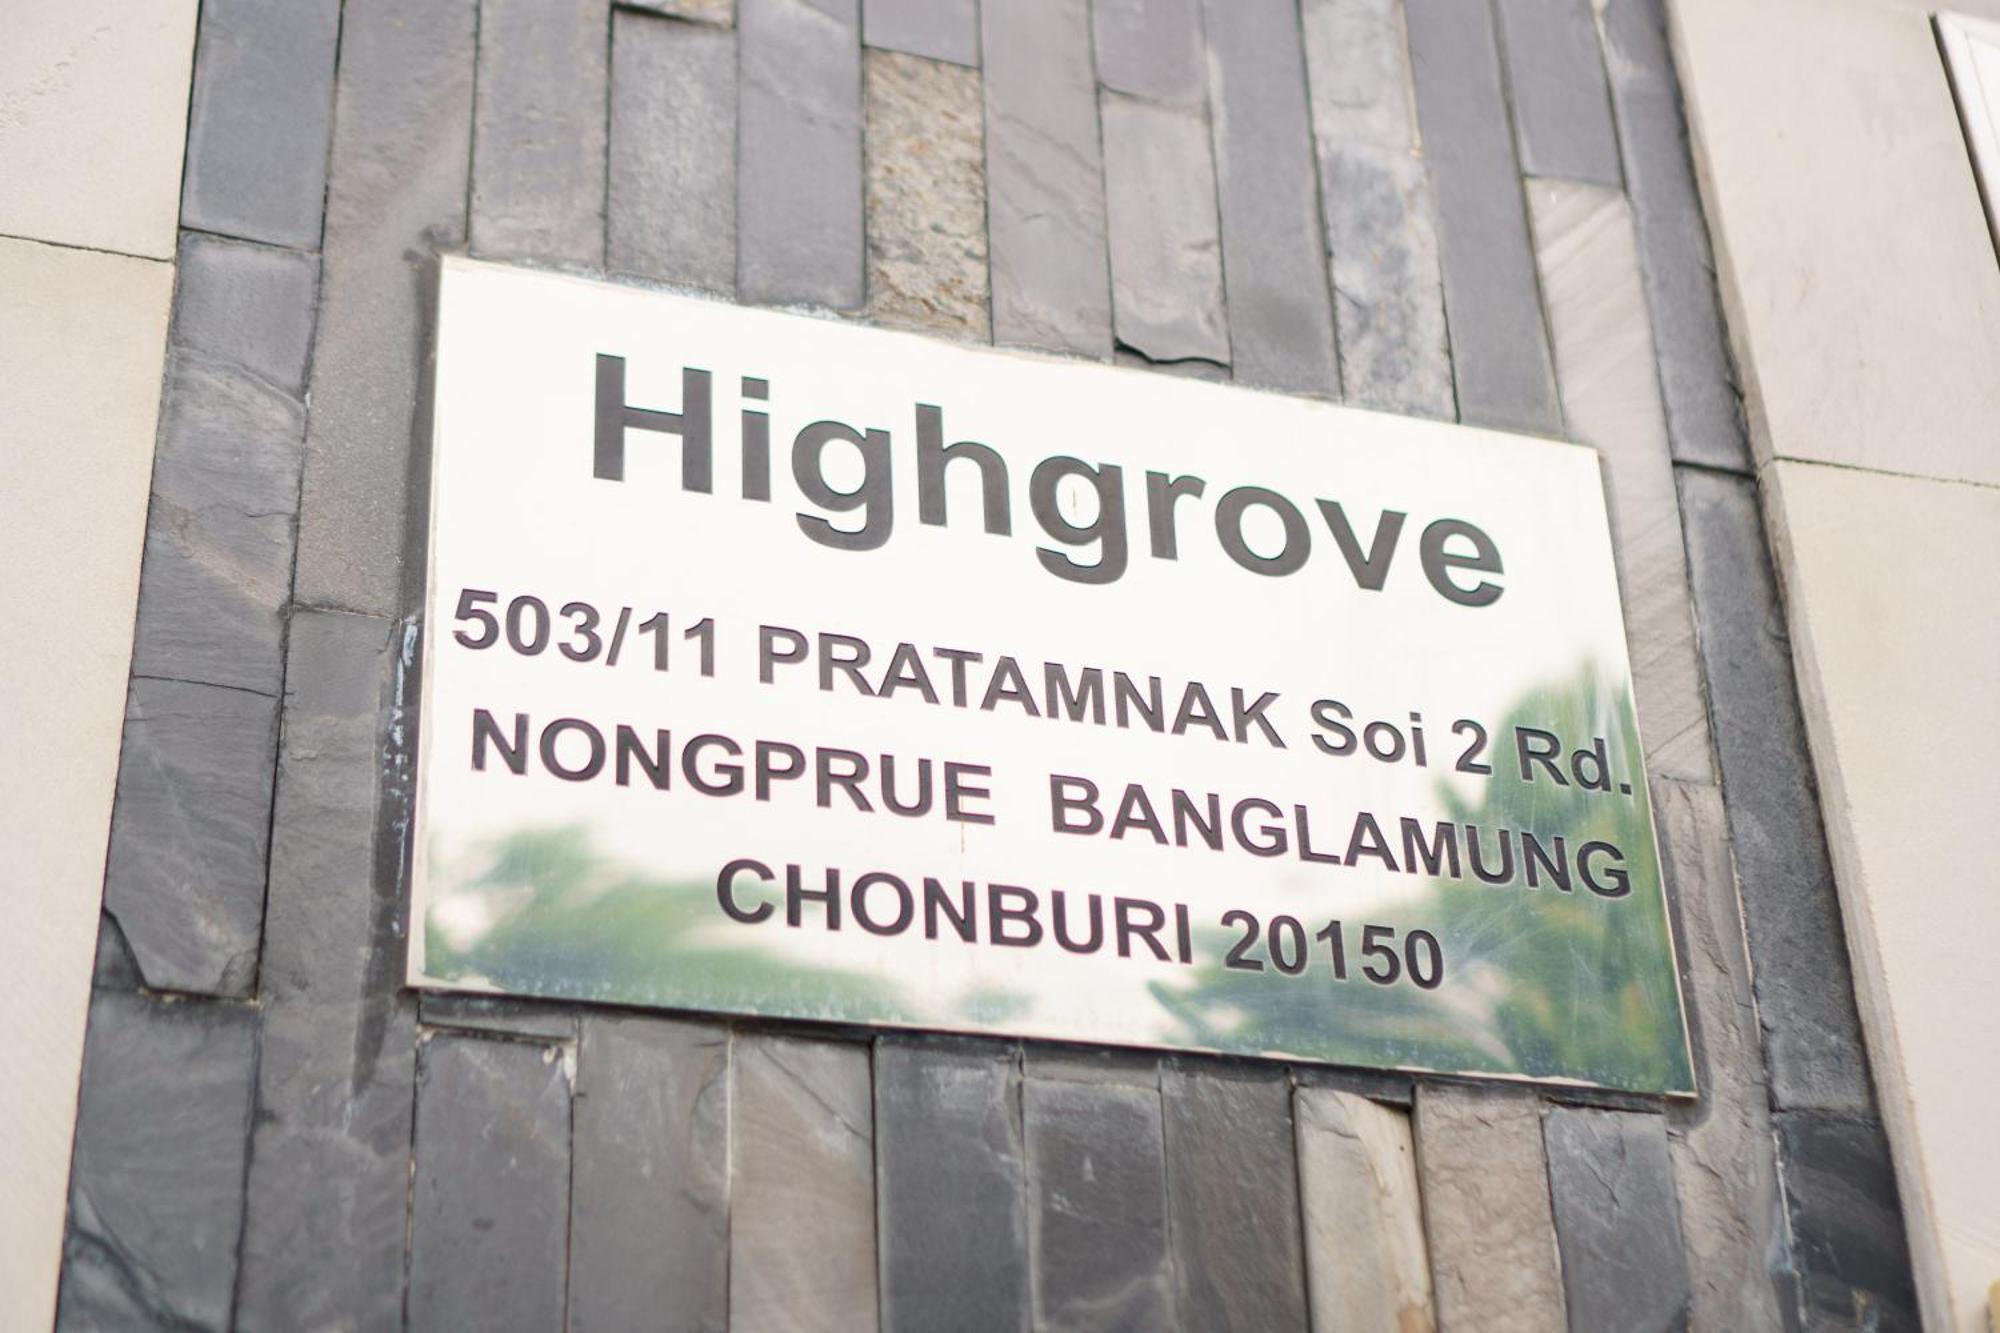 Highgrove
503/11 PRATAMNAK Soi 2 Rd.
NONGPRUE BANGLAMUNG
CHONBURI 20150